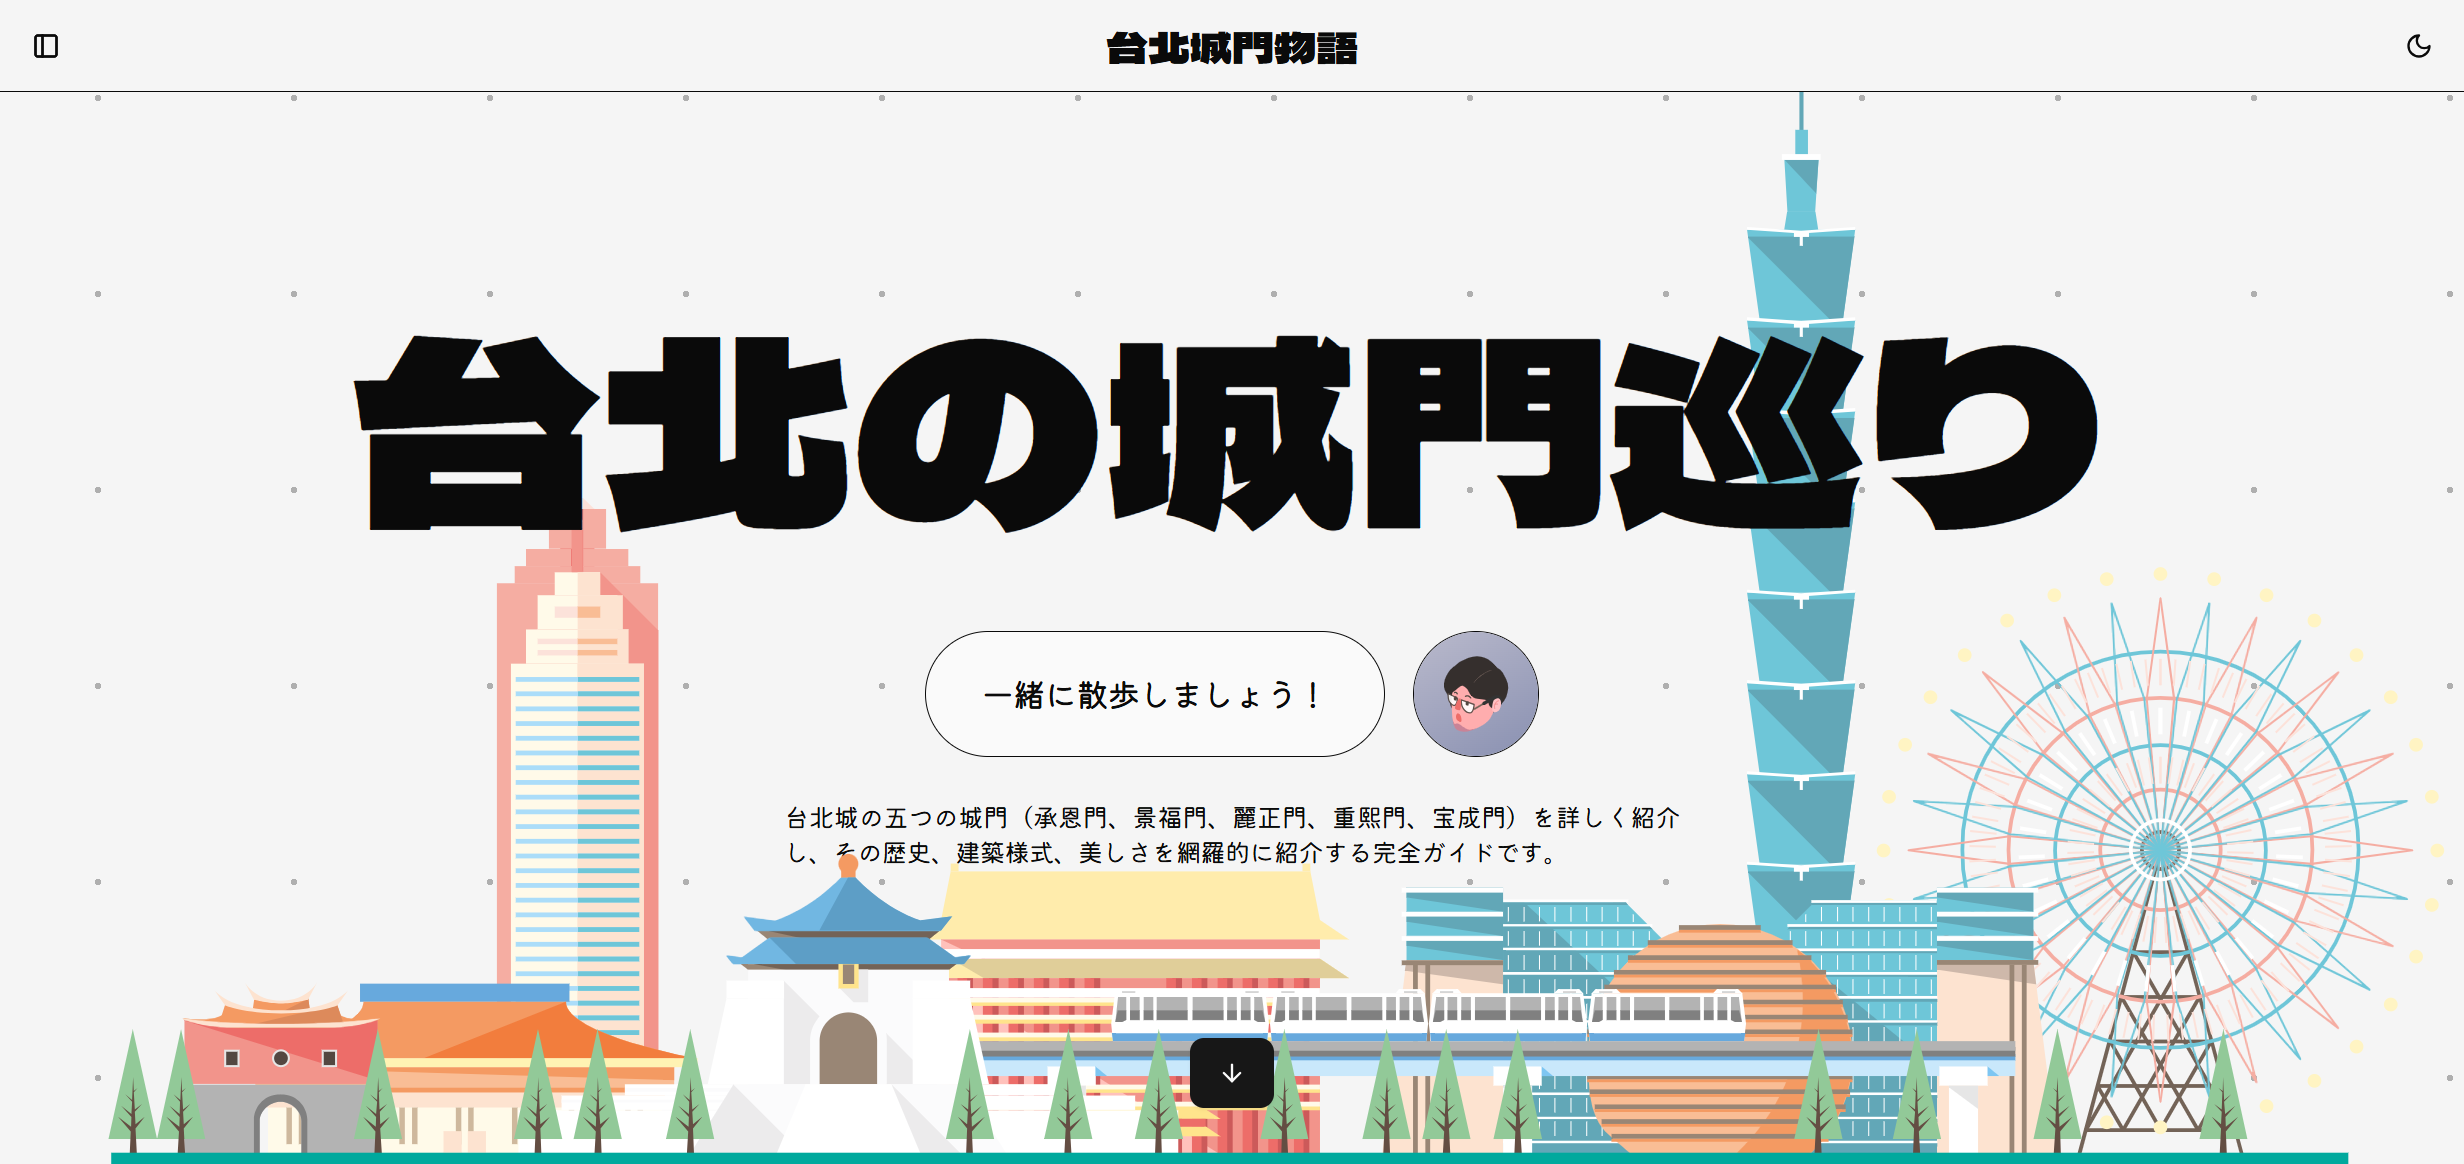 台北城門物語
台北の城門巡り
一緒に散歩しましょう！
台北城の五つの城門（承恩門、景福門、麗正門、重熙門、宝成門）を詳しく紹介
し、その歴史、建築様式、美しさを網羅的に紹介する完全ガイドです。